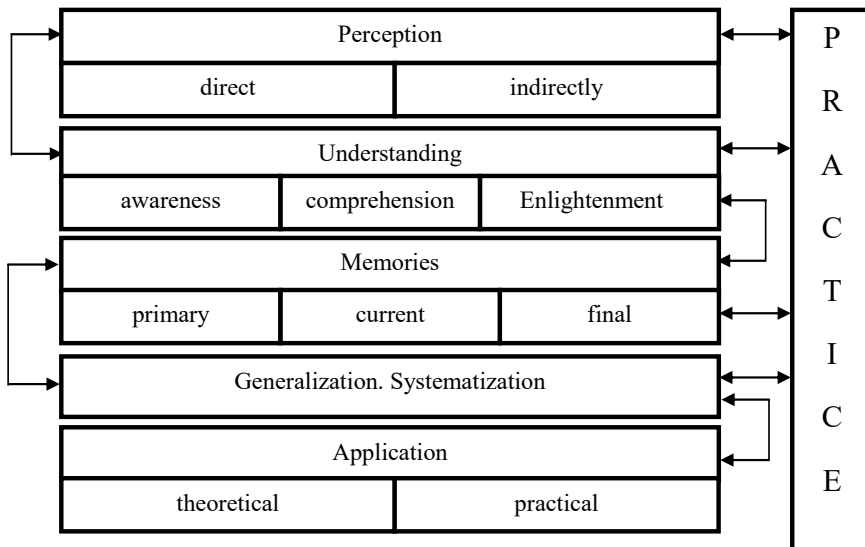 Perception
direct
indirectly
Understanding
awareness
comprehension
Enlightenment
Memories
primary
current
final
Generalization. Systematization
Application
theoretical
practical
P
R
A
C
T
I
C
E